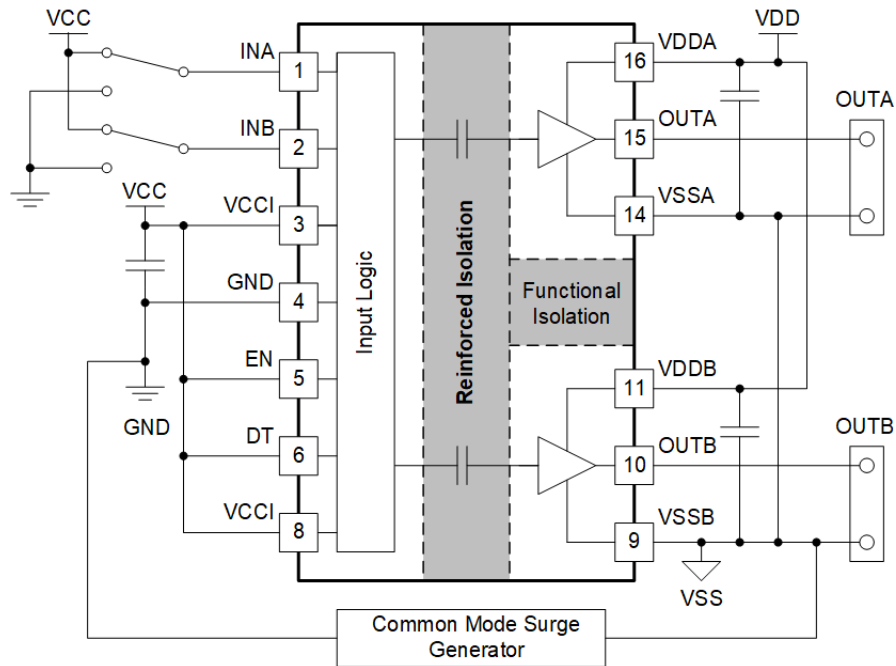 VCC
INA
1
INB
2
VCC
VCCI
3
GND
4
EN
5
GND
DT
6
VCCI
8
Input Logic
Reinforced Isolation
Functional
Isolation
16
VDDA
VDD
15
OUTA
OUTA
14
VSSA
11
VDDB
10
OUTB
OUTB
9
VSSB
VSS
Common Mode Surge
Generator